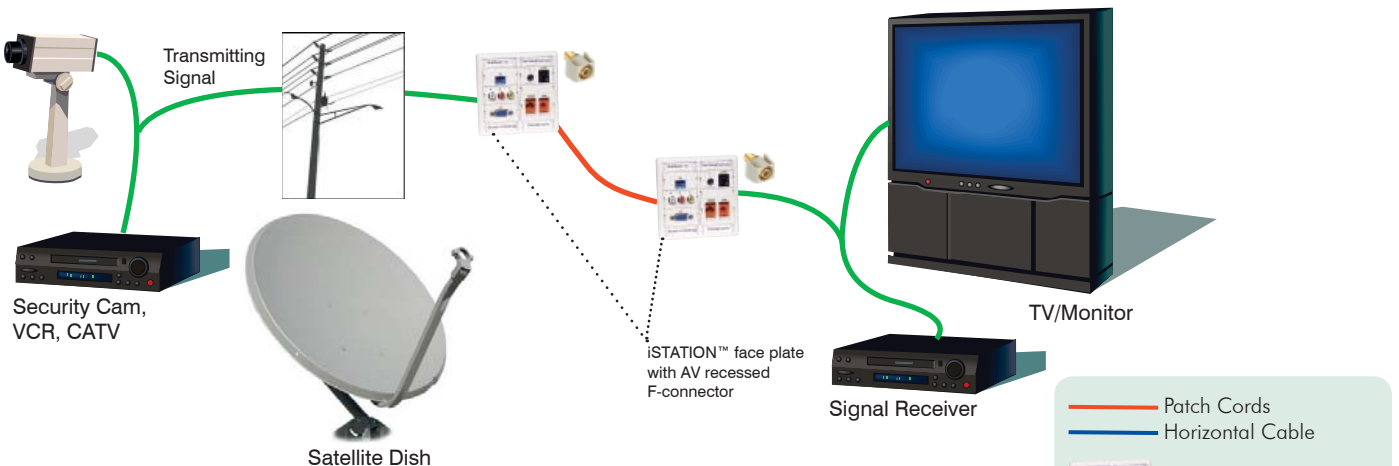 Transmitting
Signal
Security Cam,
VCR, CATV
Satellite Dish
iSTATION™ face plate
with AV recessed
F-connector
TV/Monitor
Signal Receiver
Patch Cords
Horizontal Cable